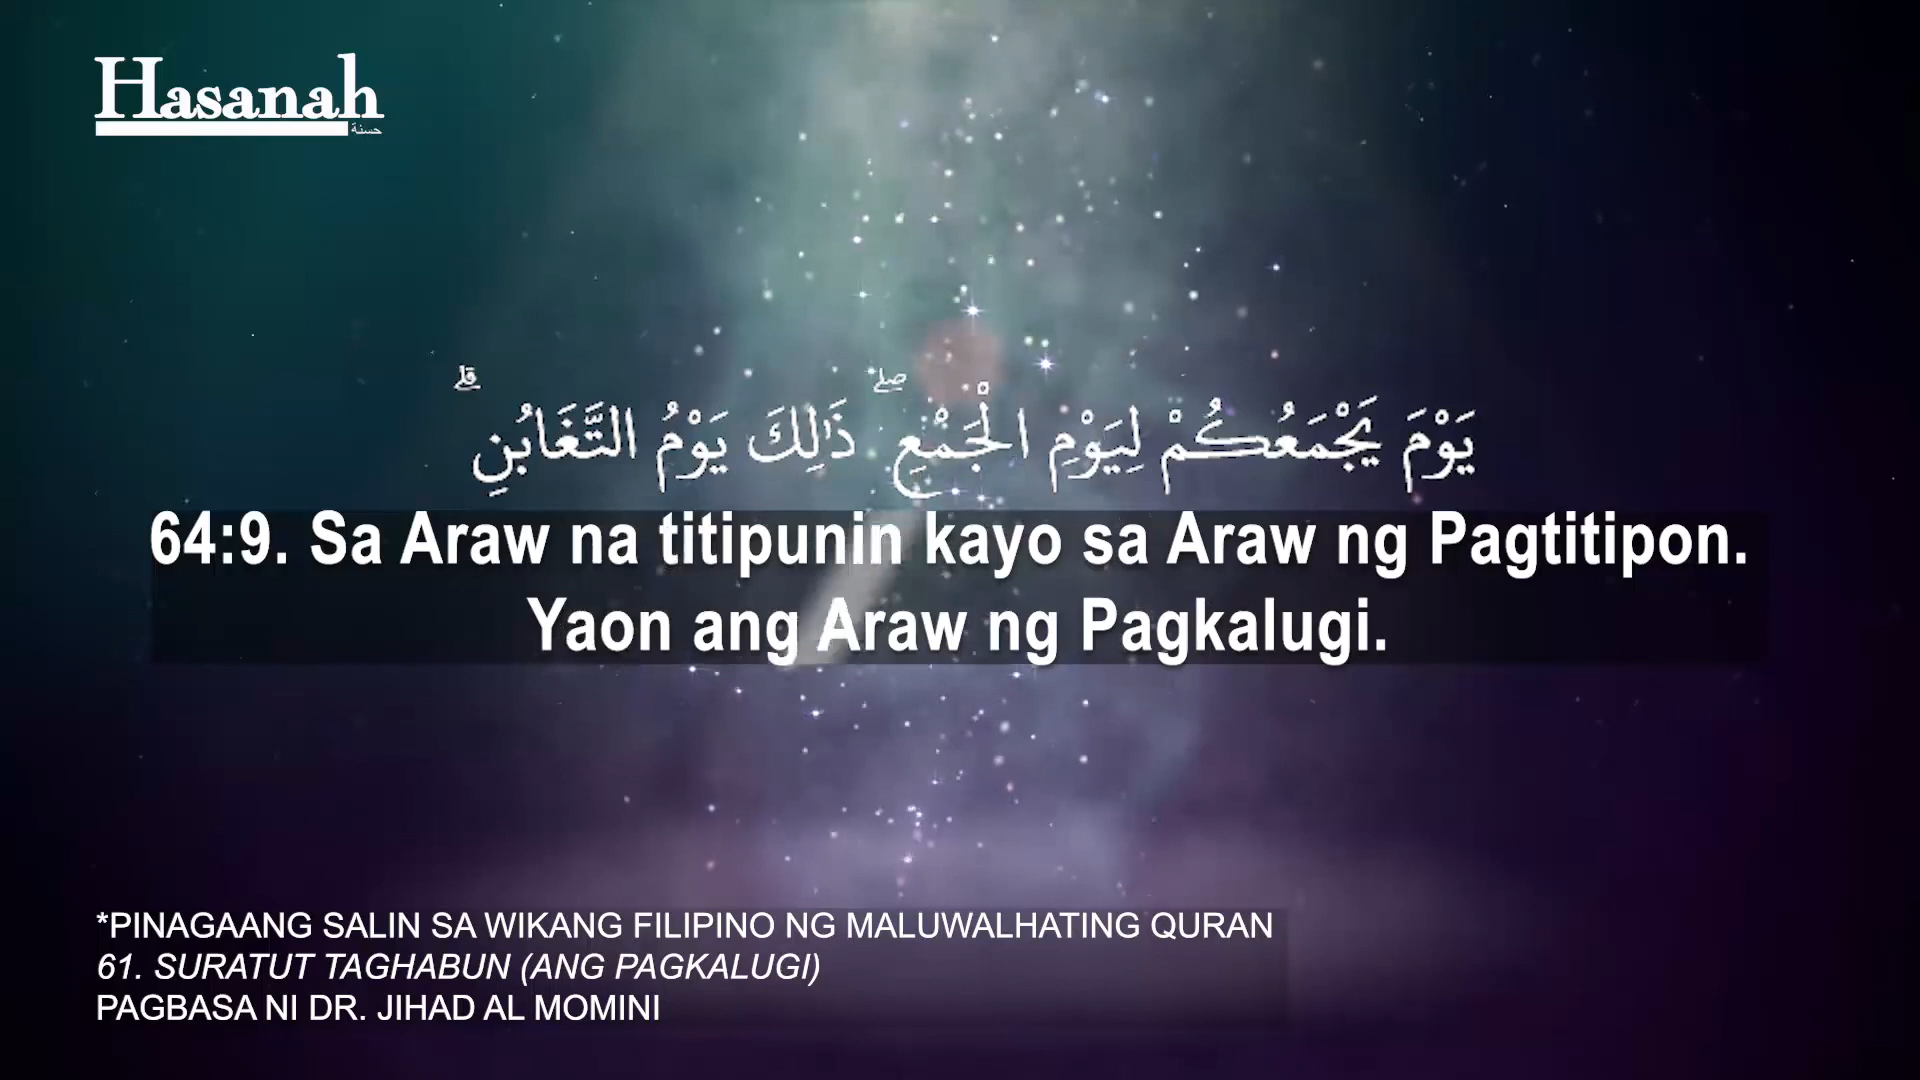 Hasanah
حسنة
يَوْمَ يَجْمَعُكُمْ لِيَوْمِ الْجَمْعِ ۖ ذَٰلِكَ يَوْمُ التَّغَابُنِ ۗ
64:9. Sa Araw na titipunin kayo sa Araw ng Pagtitipon.
Yaon ang Araw ng Pagkalugi.
*PINAGAANG SALIN SA WIKANG FILIPINO NG MALUWALHATING QURAN
61. SURATUT TAGHABUN (ANG PAGKALUGI)
PAGBASA NI DR. JIHAD AL MOMINI